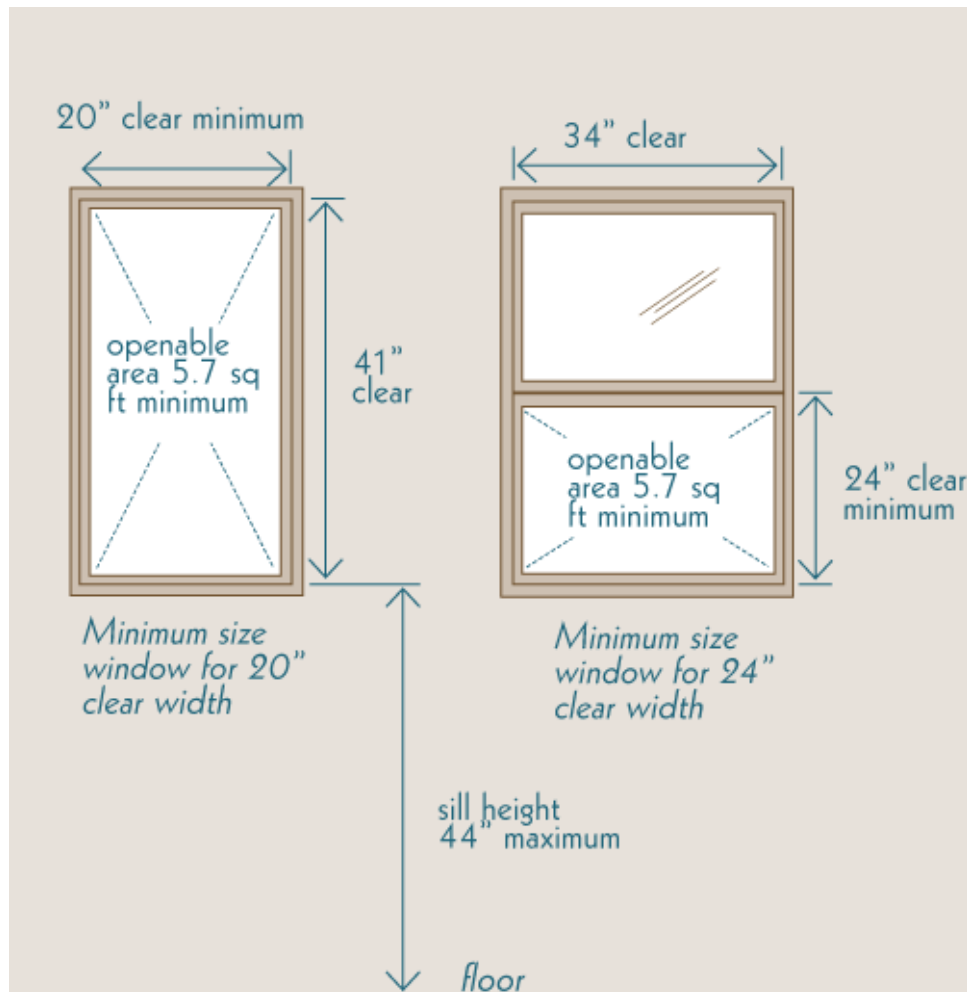 20” clear minimum
34” clear
openable
area 5.7 sq
ft minimum
41”
clear
openable
area 5.7 sq
ft minimum
24” clear
minimum
Minimum size
window for 20”
clear width
Minimum size
window for 24”
clear width
sill height
44” maximum
floor